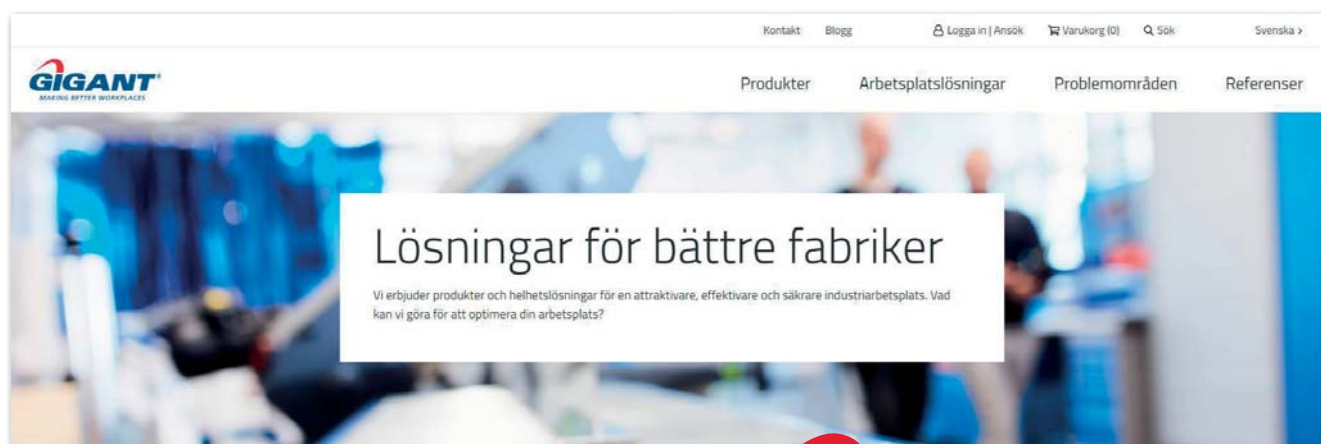 Kontakt Blogg Logga in | Ansök Varukorg (0) Sök Svenska >
GIGANT
MAKING BETTER WORKPLACES
Produkter Arbetsplatslösningar Problemområden Referenser
Lösningar för bättre fabriker
Vi erbjuder produkter och helhetslösningar för en attraktivare, effektivare och säkrare industriarbetsplats. Vad
kan vi göra för att optimera din arbetsplats?